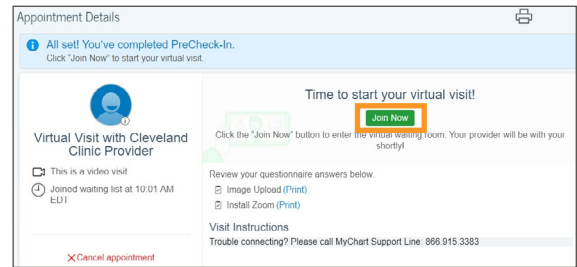 Appointment Details
All set! You've completed PreCheck-In.
Click "Join Now" to start your virtual visit.
Virtual Visit with Cleveland
Clinic Provider
This is a video visit
Joined waiting list at 10:01 AM
EDT
Cancel appointment
Time to start your virtual visit!
Join Now
Click the "Join Now" button to enter the virtual waiting room. Your provider will be with your
shortly!
Review your questionnaire answers below.
Image Upload (Print)
Install Zoom (Print)
Visit Instructions
Trouble connecting? Please call MyChart Support Line: 866.915.3383